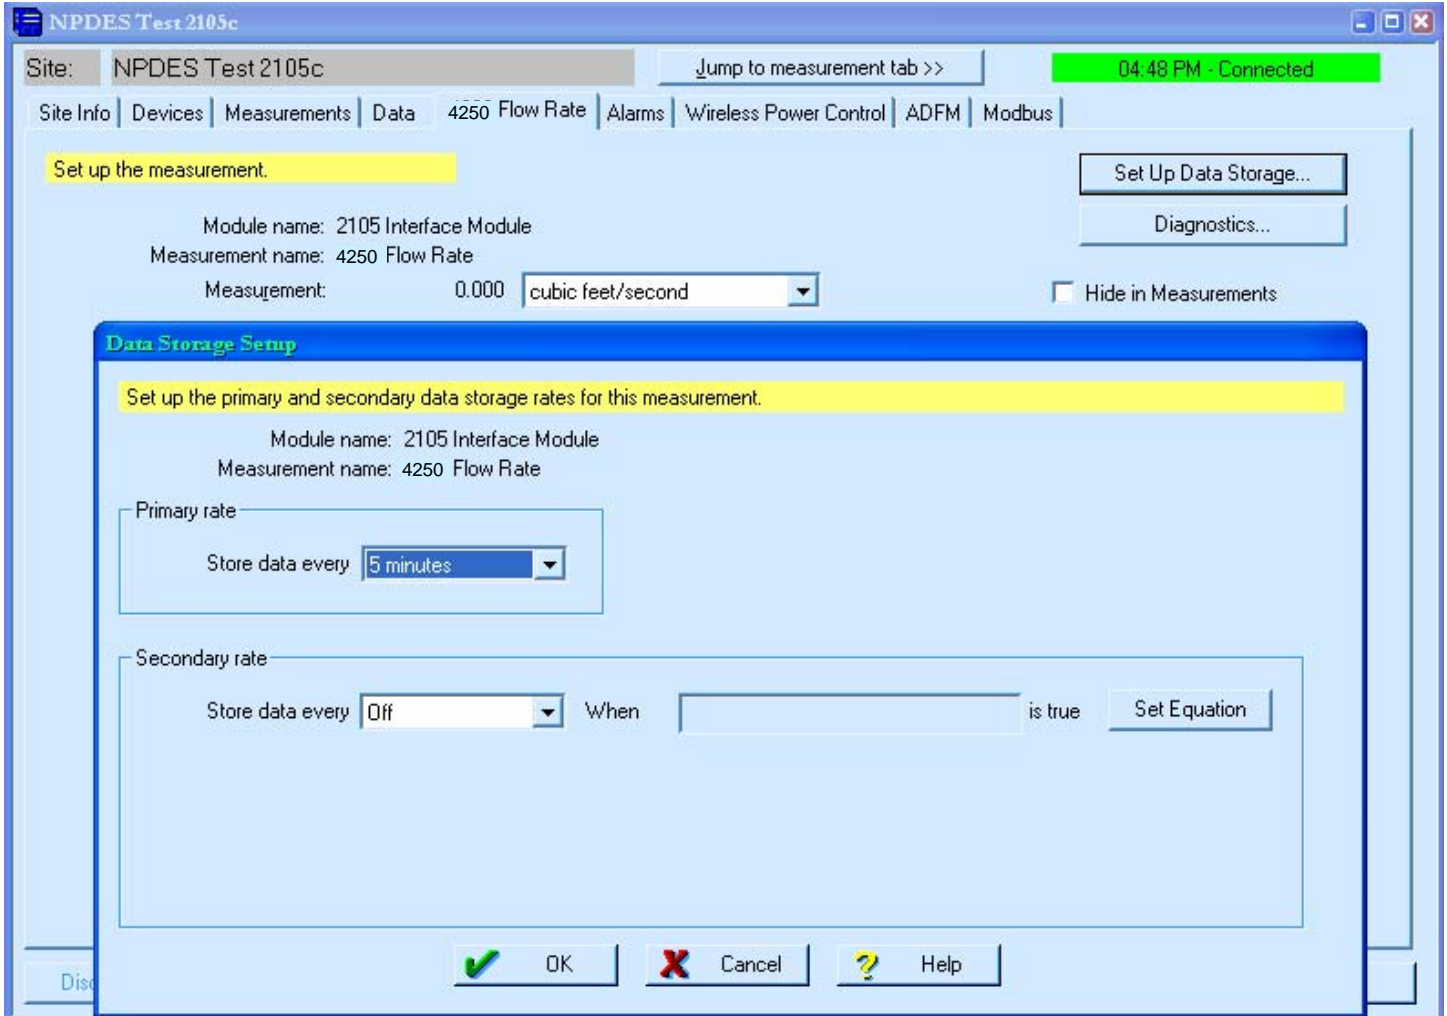 NPDES Test 2105c
Site: NPDES Test 2105c Jump to measurement tab >> 04:48 PM - Connected
Site Info Devices Measurements Data 4250 Flow Rate Alarms Wireless Power Control ADFM Modbus
Set up the measurement. Set Up Data Storage...
Diagnostics...
Module name: 2105 Interface Module
Measurement name: 4250 Flow Rate
Measurement: 0.000 cubic feet/second Hide in Measurements
Data Storage Setup
Set up the primary and secondary data storage rates for this measurement.
Module name: 2105 Interface Module
Measurement name: 4250 Flow Rate
Primary rate
Store data every 5 minutes
Secondary rate
Store data every Off When is true Set Equation
OK Cancel Help